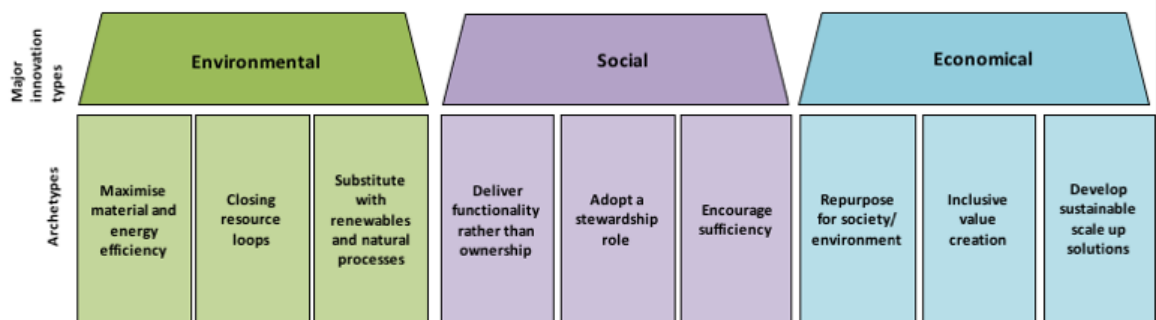 Major
innovation
types
Environmental
Social
Economical
Archetypes
Maximise
material and
energy
efficiency
Closing
resource
loops
Substitute
with
renewables
and natural
processes
Deliver
functionality
rather than
ownership
Adopt a
stewardship
role
Encourage
sufficiency
Repurpose
for society/
environment
Inclusive
value
creation
Develop
sustainable
scale up
solutions